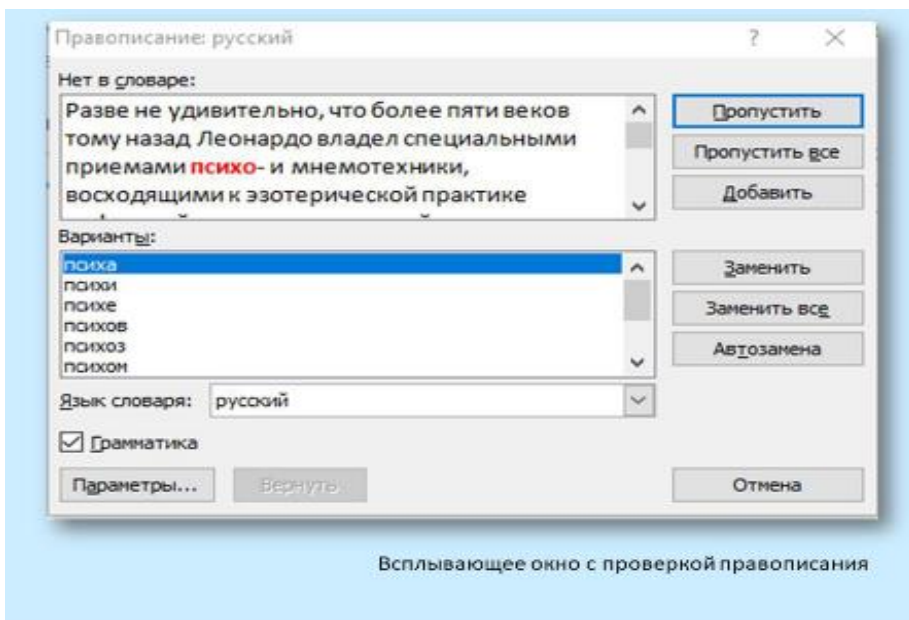 Правописание: русский
Нет в словаре:
Разве не удивительно, что более пяти веков
тому назад Леонардо владел специальными
приемами психо- и мнемотехники,
восходящими к эзотерической практике
Пропустить
Пропустить все
Добавить
Варианты:
психа
психи
психе
психов
психоз
психом
Заменить
Заменить все
Автозамена
Язык словаря: русский
Грамматика
Параметры...
Вернуть
Отмена
Всплывающее окно с проверкой правописания